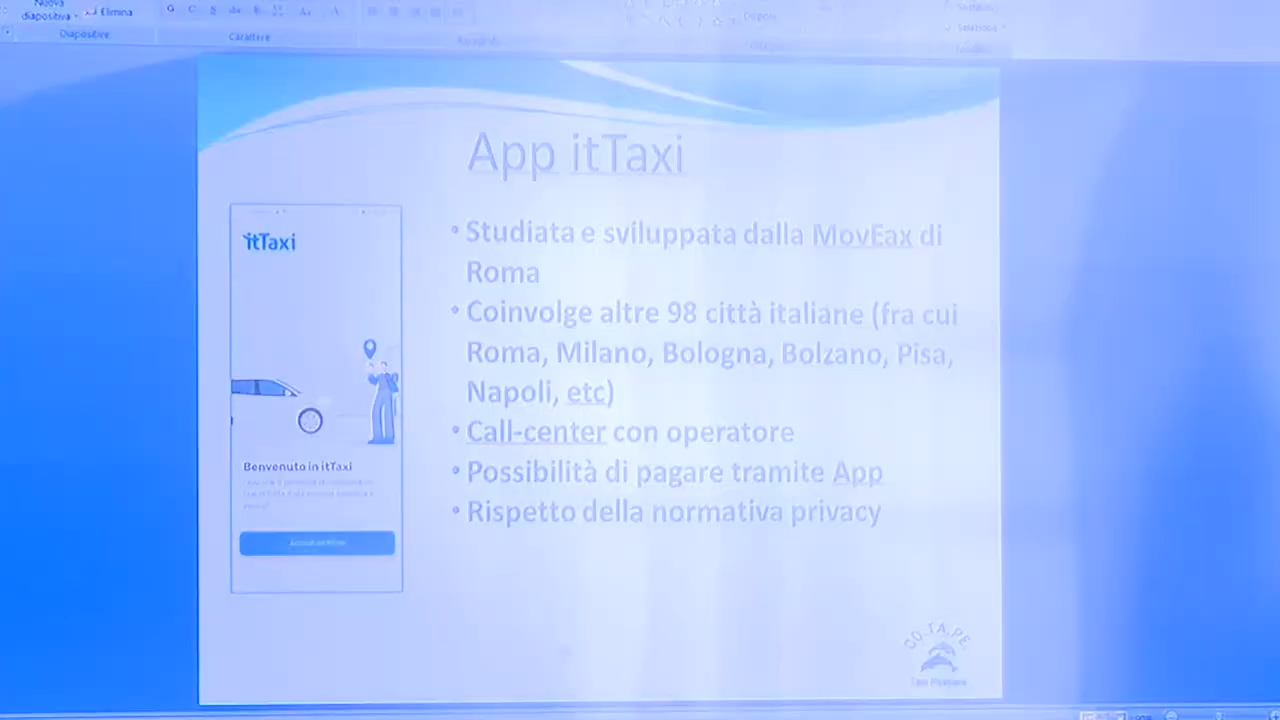 Nuova
diapositiva
Elimina
Diapositive
Carattere
App itTaxi
itTaxi
Benvenuto in itTaxi
• Studiata e sviluppata dalla MovEax di
Roma
• Coinvolge altre 98 città italiane (fra cui
Roma, Milano, Bologna, Bolzano, Pisa,
Napoli, etc)
• Call-center con operatore
• Possibilità di pagare tramite App
• Rispetto della normativa privacy
CO.TA.PE.